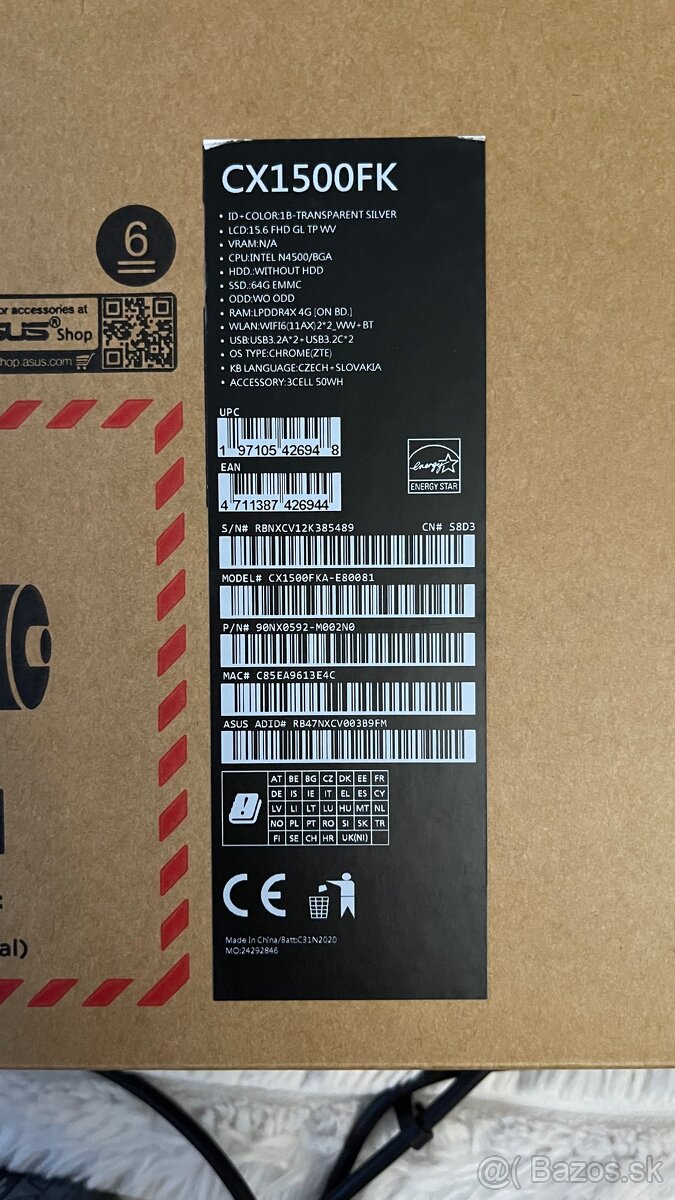 CX1500FK
• ID+COLOR:1B-TRANSPARENT SILVER
• LCD:15.6 FHD GL TP WV
• VRAM:N/A
• CPU:INTEL N4500/BGA
• HDD.:WITHOUT HDD
• SSD.:64G EMMC
• ODD:WO ODD
• RAM:LPDDR4X 4G [ON BD.]
• WLAN:WIFI6(11AX)2*2_WW+BT
• USB:USB3.2A*2+USB3.2C*2
• OS TYPE:CHROME(ZTE)
• KB LANGUAGE:CZECH+SLOVAKIA
• ACCESSORY:3CELL 50WH
6
or accessories at
SUS® Shop
hop.asus.com
UPC
1 97105 42694 8
EAN
4 711387 426944
energy
ENERGY STAR
S/N# RBNXCV12K385489 CN# S8D3
MODEL# CX1500FKA-E80081
P/N# 90NX0592-M002N0
MAC# C85EA9613E4C
ASUS ADID# RB47NXCV003B9FM
AT BE BG CZ DK EE FR
DE IS IE IT EL ES CY
LV LI LT LU HU MT NL
NO PL PT RO SI SK TR
FI SE CH HR UK(NI)
CE
Made In China/Batt:C31N2020
MO:24292846
al)
@( Bazos.sk